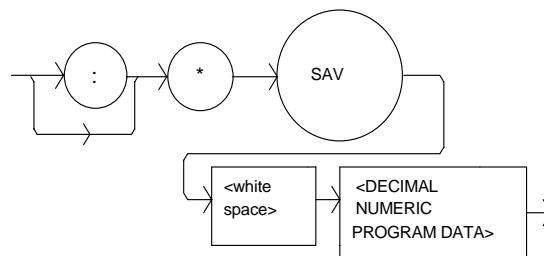 :
*
SAV
<white
space>
<DECIMAL
NUMERIC
PROGRAM DATA>